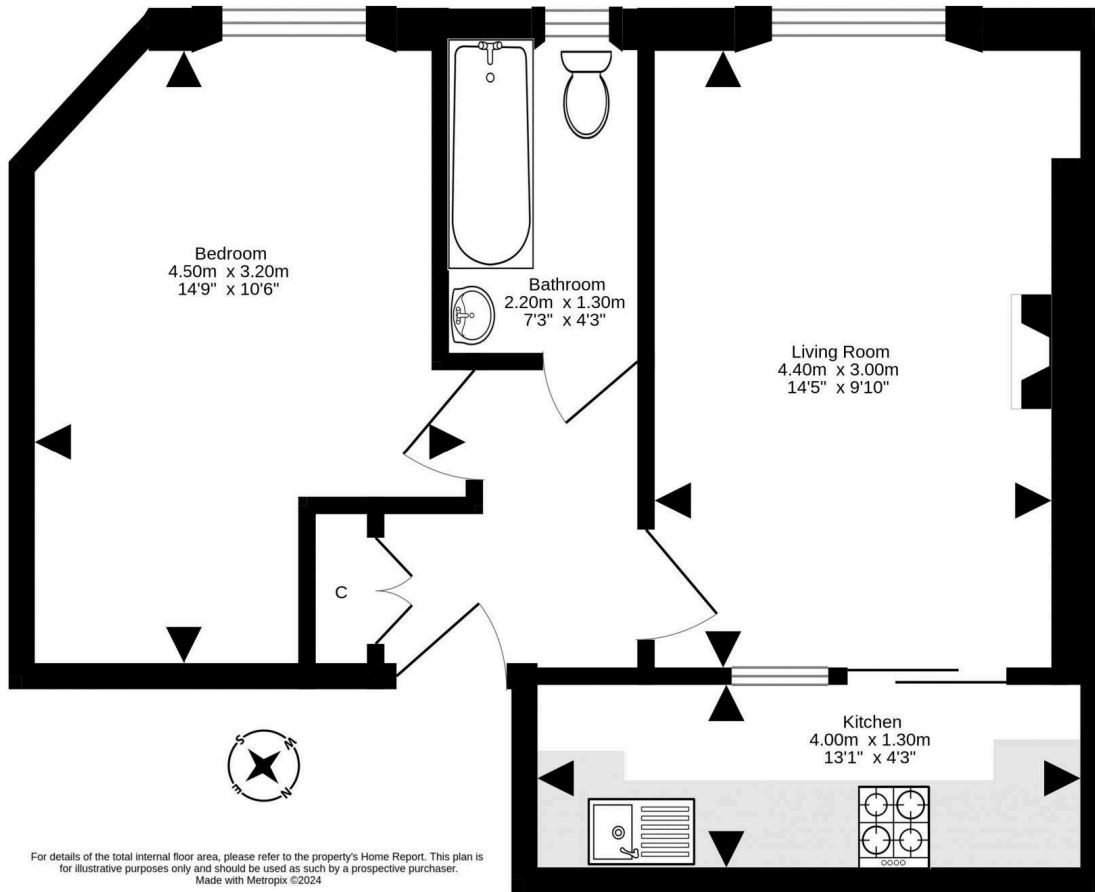 Bedroom
4.50m x 3.20m
14'9" x 10'6"
Bathroom
2.20m x 1.30m
7'3" x 4'3"
Living Room
4.40m x 3.00m
14'5" x 9'10"
C
Kitchen
4.00m x 1.30m
13'1" x 4'3"
S
W
E
N
For details of the total internal floor area, please refer to the property's Home Report. This plan is
for illustrative purposes only and should be used as such by a prospective purchaser.
Made with Metropix ©2024